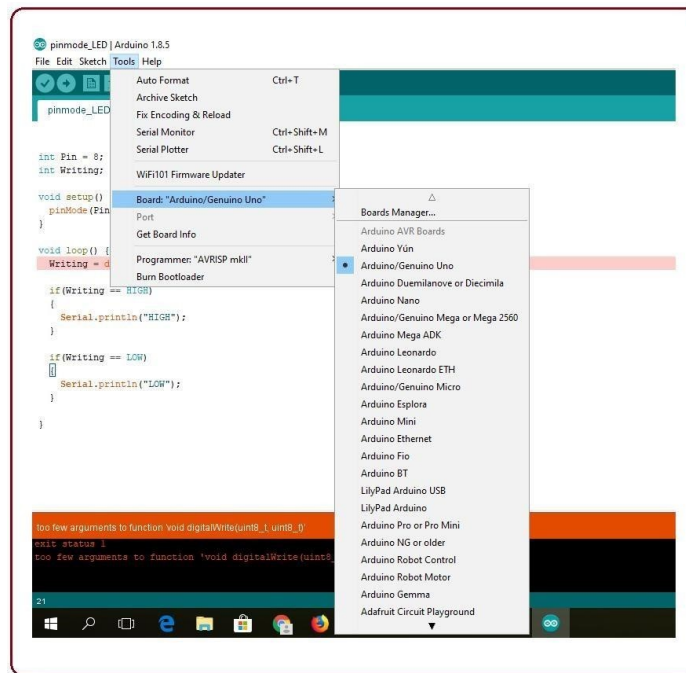 pinmode_LED | Arduino 1.8.5
File Edit Sketch Tools Help
pinmode_LED
Auto Format Ctrl+T
Archive Sketch
Fix Encoding & Reload
Serial Monitor Ctrl+Shift+M
Serial Plotter Ctrl+Shift+L
WiFi101 Firmware Updater
Board: "Arduino/Genuino Uno"
Port
Get Board Info
Programmer: "AVRISP mkII"
Burn Bootloader
int Pin = 8;
int Writing;
void setup()
pinMode(Pin
}
void loop() {
Writing = d
if(Writing == HIGH)
{
Serial.println("HIGH");
}
if(Writing == LOW)
{
Serial.println("LOW");
}
}
Boards Manager...
Arduino AVR Boards
Arduino Yún
Arduino/Genuino Uno
Arduino Duemilanove or Diecimila
Arduino Nano
Arduino/Genuino Mega or Mega 2560
Arduino Mega ADK
Arduino Leonardo
Arduino Leonardo ETH
Arduino/Genuino Micro
Arduino Esplora
Arduino Mini
Arduino Ethernet
Arduino Fio
Arduino BT
LilyPad Arduino USB
LilyPad Arduino
Arduino Pro or Pro Mini
Arduino NG or older
Arduino Robot Control
Arduino Robot Motor
Arduino Gemma
Adafruit Circuit Playground
too few arguments to function 'void digitalWrite(uint8_t, uint8_t)'
exit status 1
too few arguments to function 'void digitalWrite(uint8_
21